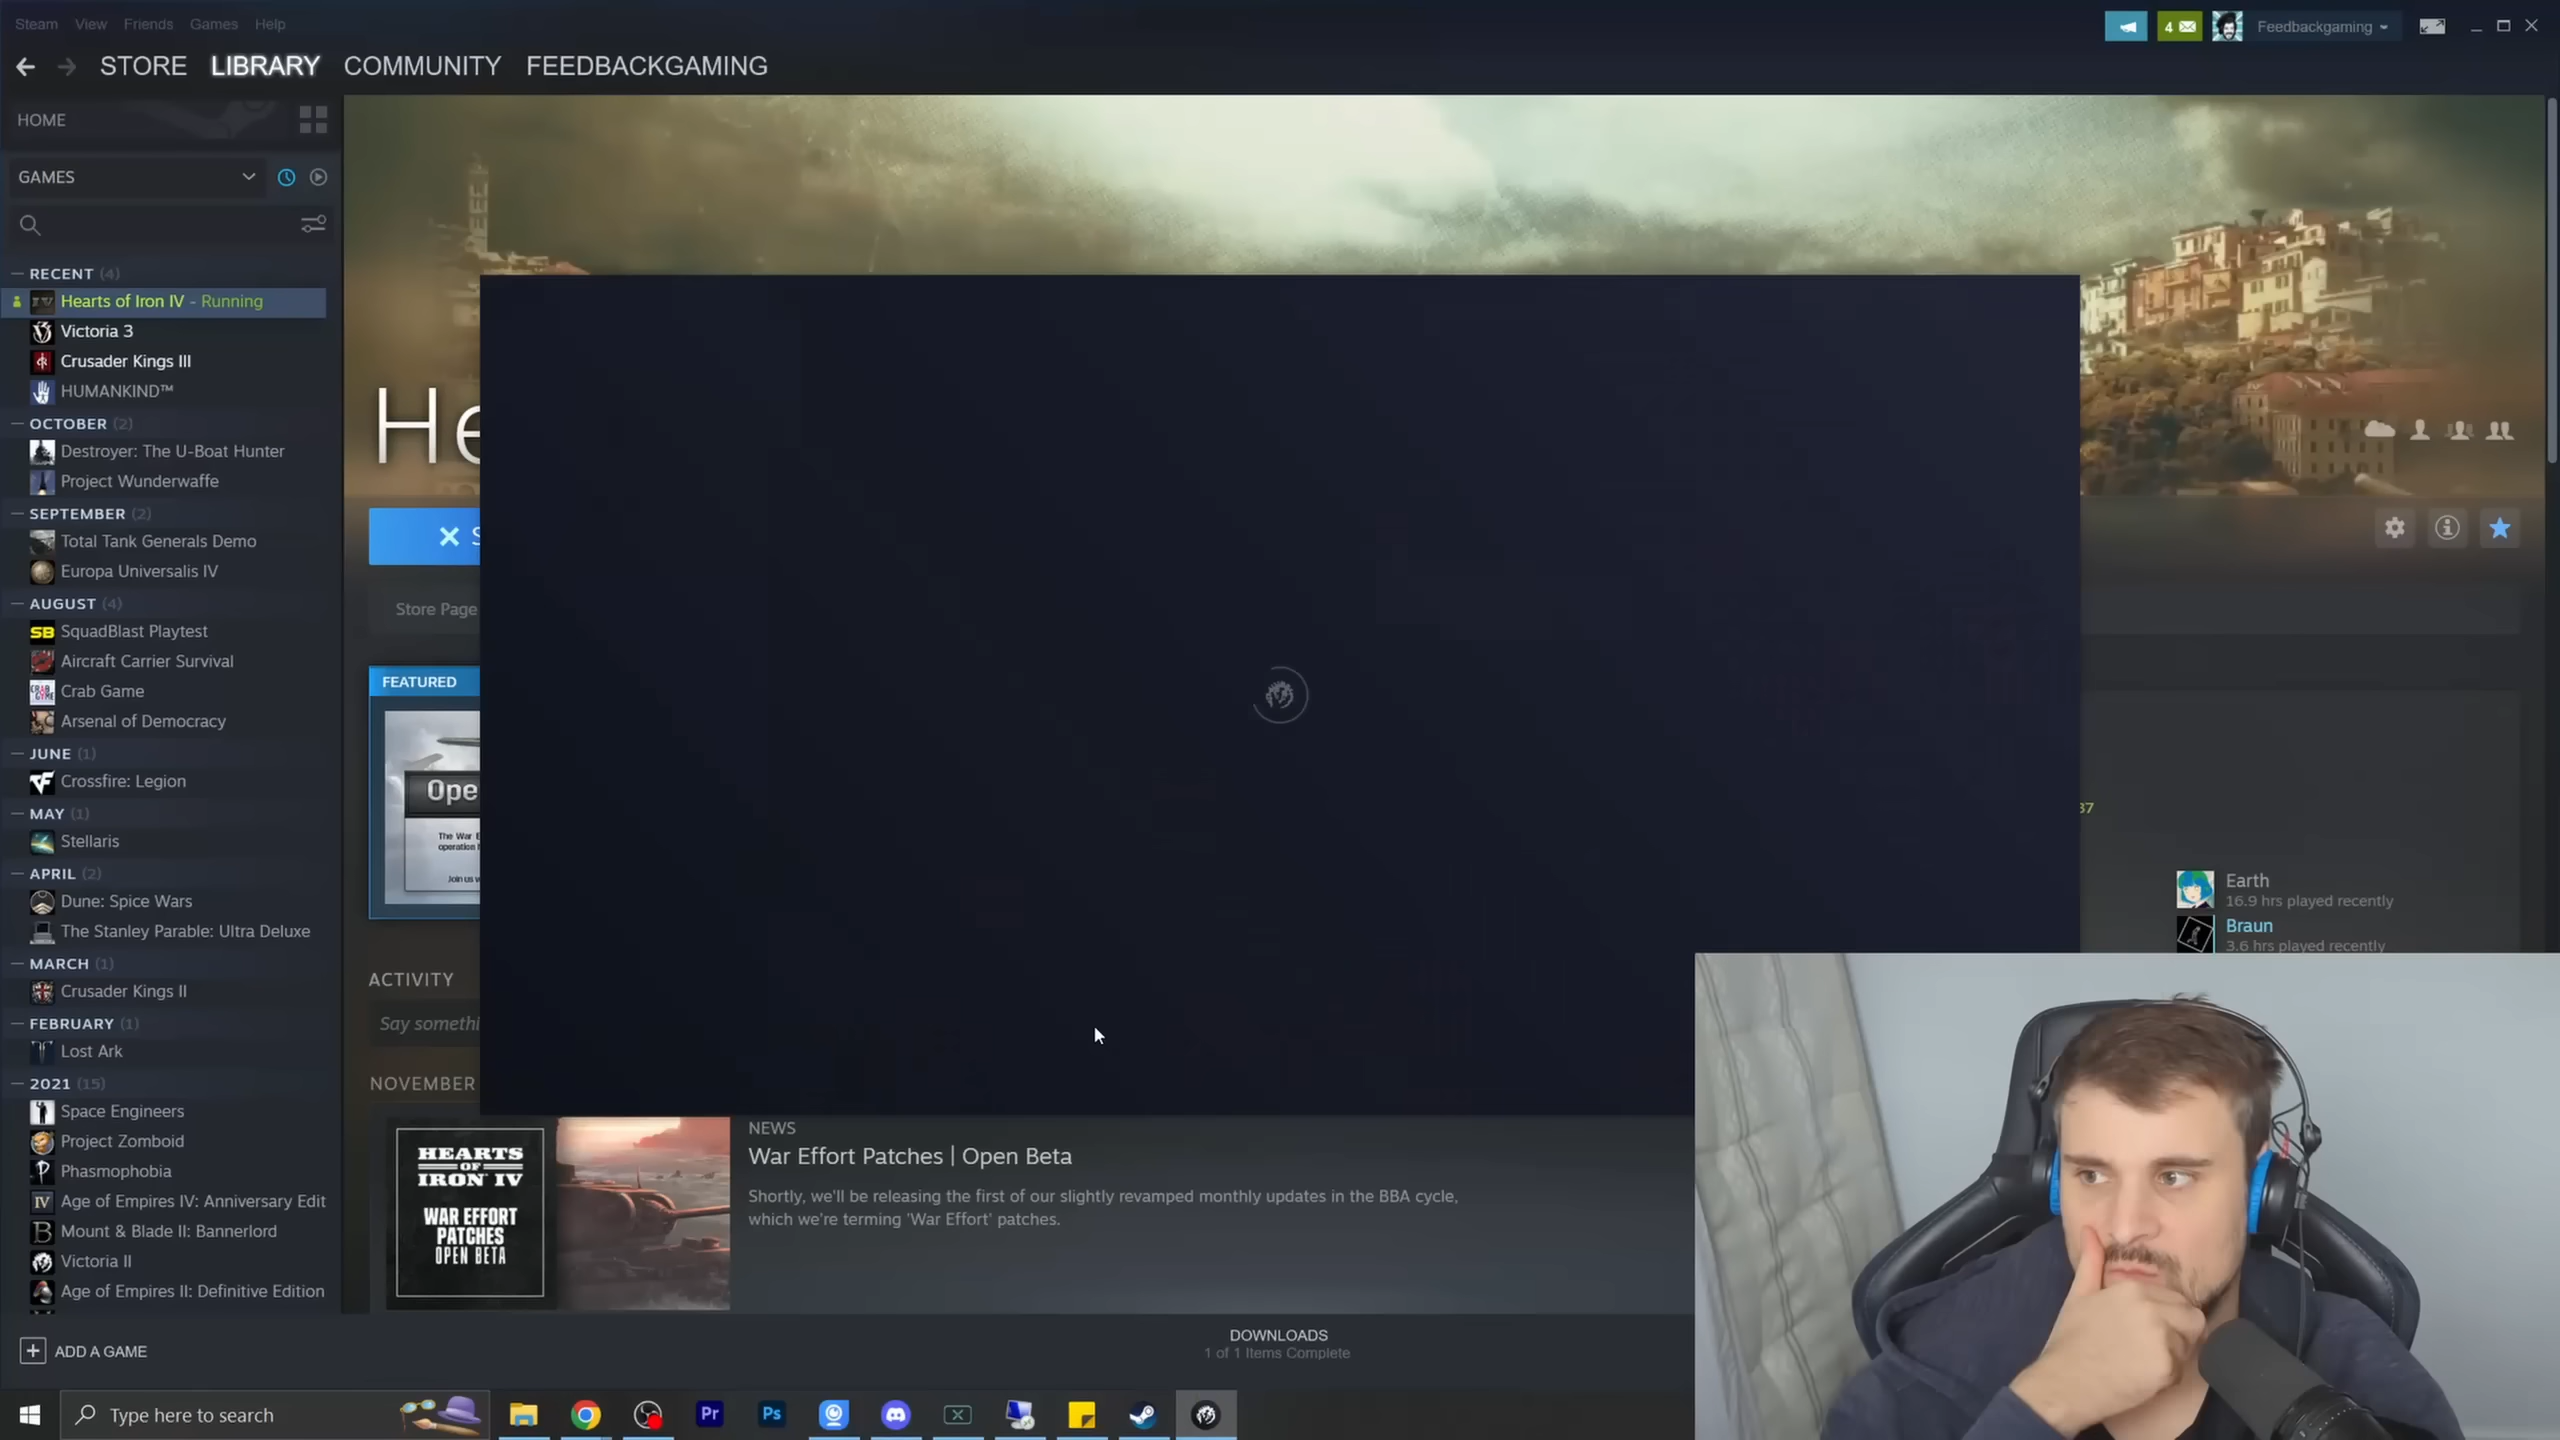 Steam View Friends Games Help
4 Feedbackgaming
STORE LIBRARY COMMUNITY FEEDBACKGAMING
HOME
GAMES
RECENT (4)
Hearts of Iron IV - Running
Victoria 3
Crusader Kings III
HUMANKIND™
OCTOBER (2)
Destroyer: The U-Boat Hunter
Project Wunderwaffe
SEPTEMBER (2)
Total Tank Generals Demo
Europa Universalis IV
AUGUST (4)
SquadBlast Playtest
Aircraft Carrier Survival
Crab Game
Arsenal of Democracy
JUNE (1)
Crossfire: Legion
MAY (1)
Stellaris
APRIL (2)
Dune: Spice Wars
The Stanley Parable: Ultra Deluxe
MARCH (1)
Crusader Kings II
FEBRUARY (1)
Lost Ark
2021 (15)
Space Engineers
Project Zomboid
Phasmophobia
Age of Empires IV: Anniversary Edit
Mount & Blade II: Bannerlord
Victoria II
Age of Empires II: Definitive Edition
ADD A GAME
He
S
Store Page
FEATURED
Ope
The War E
operation
Join us
37
Earth
16.9 hrs played recently
Braun
3.6 hrs played recently
ACTIVITY
Say somethi
NOVEMBER
HEARTS
OF
IRON IV
WAR EFFORT
PATCHES
OPEN BETA
NEWS
War Effort Patches | Open Beta
Shortly, we'll be releasing the first of our slightly revamped monthly updates in the BBA cycle,
which we're terming 'War Effort' patches.
DOWNLOADS
1 of 1 Items Complete
Type here to search
Pr
Ps